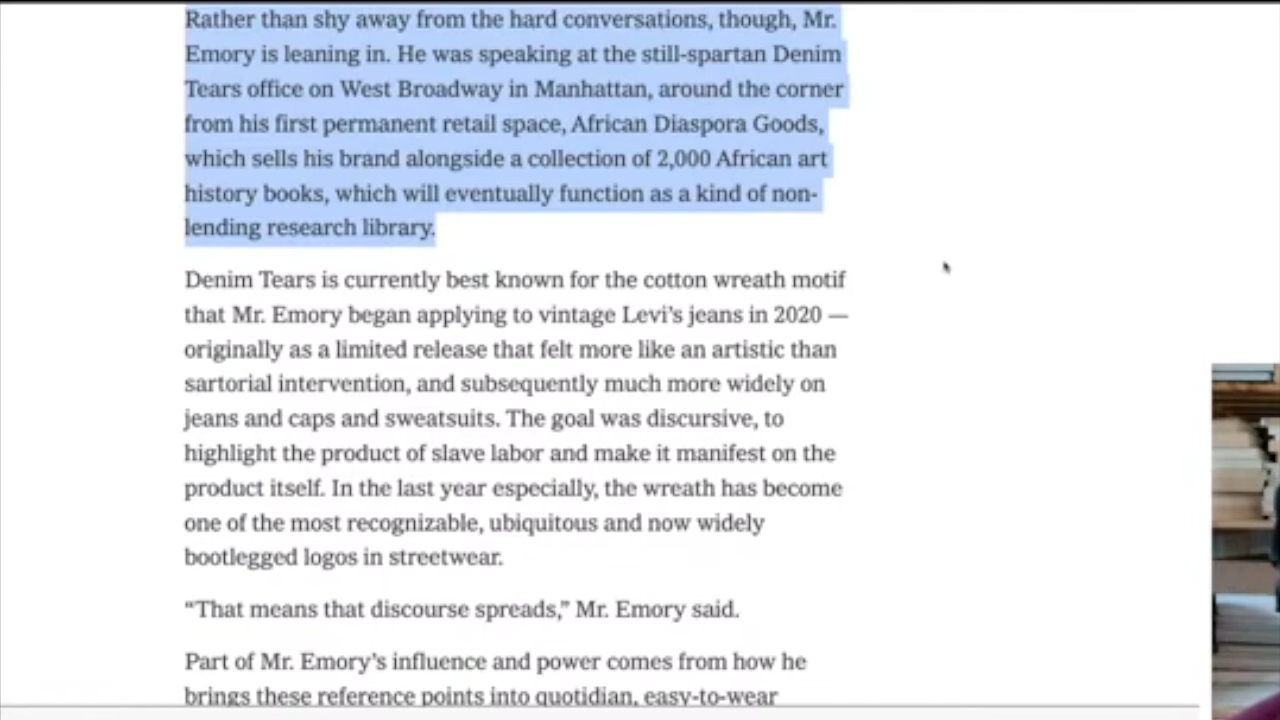 Rather than shy away from the hard conversations, though, Mr.
Emory is leaning in. He was speaking at the still-spartan Denim
Tears office on West Broadway in Manhattan, around the corner
from his first permanent retail space, African Diaspora Goods,
which sells his brand alongside a collection of 2,000 African art
history books, which will eventually function as a kind of non-
lending research library.
Denim Tears is currently best known for the cotton wreath motif
that Mr. Emory began applying to vintage Levi’s jeans in 2020 —
originally as a limited release that felt more like an artistic than
sartorial intervention, and subsequently much more widely on
jeans and caps and sweatsuits. The goal was discursive, to
highlight the product of slave labor and make it manifest on the
product itself. In the last year especially, the wreath has become
one of the most recognizable, ubiquitous and now widely
bootlegged logos in streetwear.
“That means that discourse spreads,” Mr. Emory said.
Part of Mr. Emory’s influence and power comes from how he
brings these reference points into quotidian, easy-to-wear